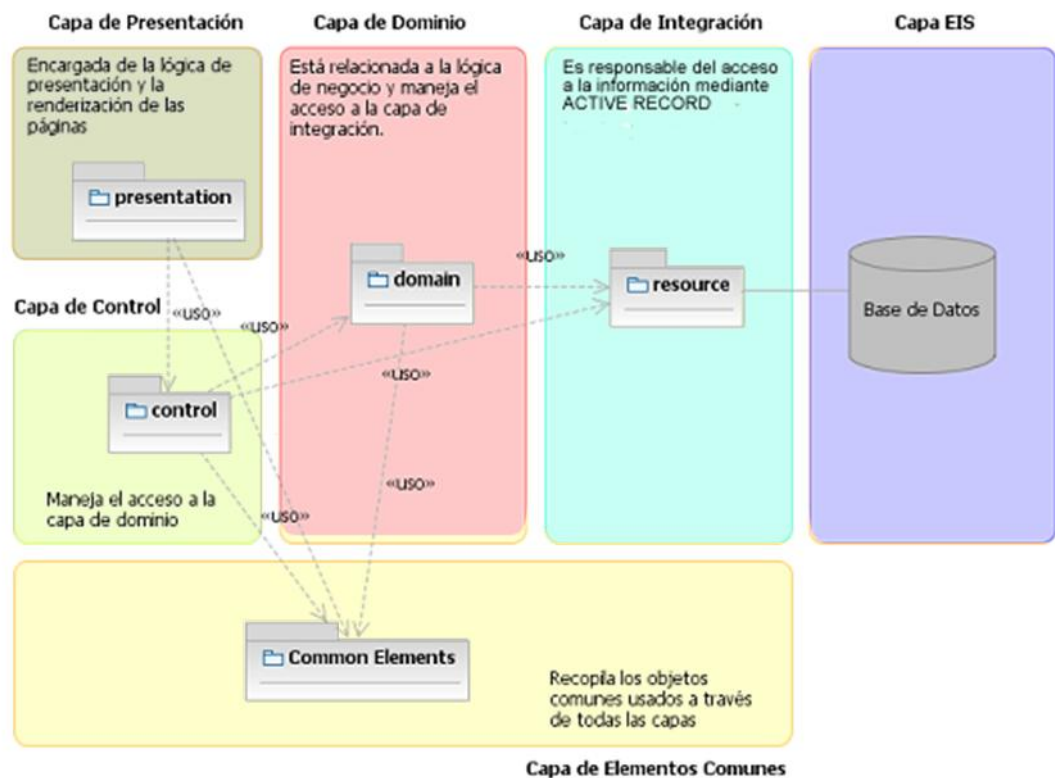 Capa de Presentación
Capa de Dominio
Capa de Integración
Capa EIS
Encargada de la lógica de
presentación y la
renderización de las
páginas
presentation
Está relacionada a la lógica
de negocio y maneja el
acceso a la capa de
integración.
Es responsable del acceso
a la información mediante
ACTIVE RECORD
«uso»
domain
resource
Base de Datos
Capa de Control
«uso»
«uso»
«uso»
control
«uso»
Maneja el acceso a la
capa de dominio
«uso»
Common Elements
Recopila los objetos
comunes usados a través
de todas las capas
Capa de Elementos Comunes